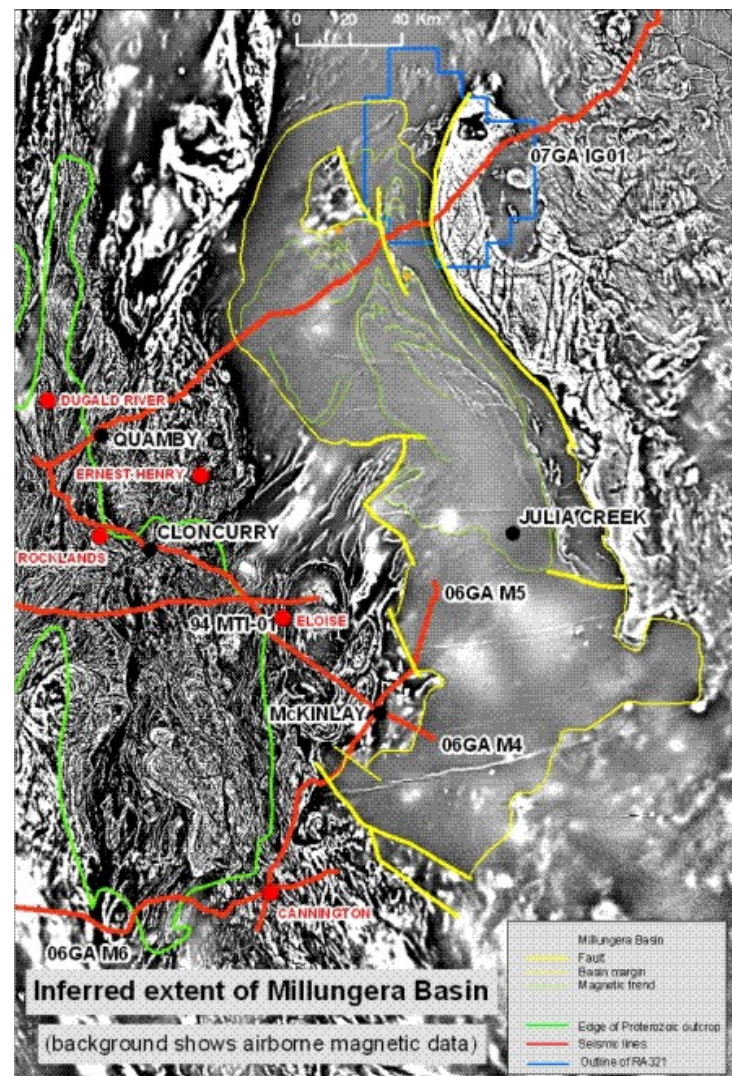 0 20 40 Km
07GA IG01
DUGALD RIVER
QUAMBY
ERNEST HENRY
JULIA CREEK
CLONCURRY
ROCKLANDS
06GA M5
94 MTI-01
ELOISE
McKINLAY
06GA M4
CANNINGTON
06GA M6
Inferred extent of Millungera Basin
(background shows airborne magnetic data)
Millungera Basin
Fault
Basin margin
Magnetic trend
Edge of Proterozoic outcrop
Seismic lines
Outline of RA321